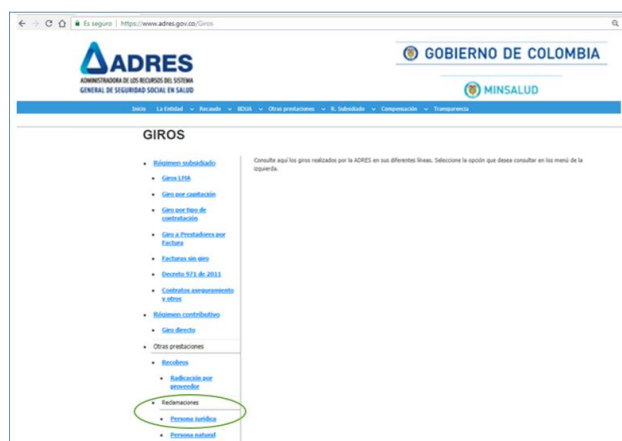 Es seguro | https://www.adres.gov.co/Giros
ADRES
ADMINISTRADORA DE LOS RECURSOS DEL SISTEMA
GENERAL DE SEGURIDAD SOCIAL EN SALUD
GOBIERNO DE COLOMBIA
MINSALUD
Inicio La Entidad Recaudo BDUA Otras prestaciones R. Subsidiado Compensación Transparencia
GIROS
Consulte aquí los giros realizados por la ADRES en sus diferentes líneas. Seleccione la opción que desea consultar en los menú de la
izquierda.
Régimen subsidiado
Giros LMA
Giro por capitación
Giro por tipo de
contratación
Giro a Prestadores por
Factura
Facturas sin giro
Decreto 971 de 2011
Contratos aseguramiento
y otros
Régimen contributivo
Giro directo
Otras prestaciones
Recobros
Radicación por
proveedor
Reclamaciones
Persona jurídica
Persona natural